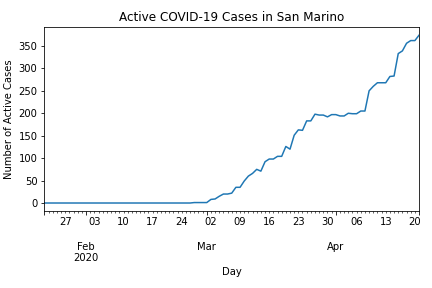 Active COVID-19 Cases in San Marino
Number of Active Cases
350
300
250
200
150
100
50
0
27 03 10 17 24 02 09 16 23 30 06 13 20
Feb Mar Apr
2020
Day